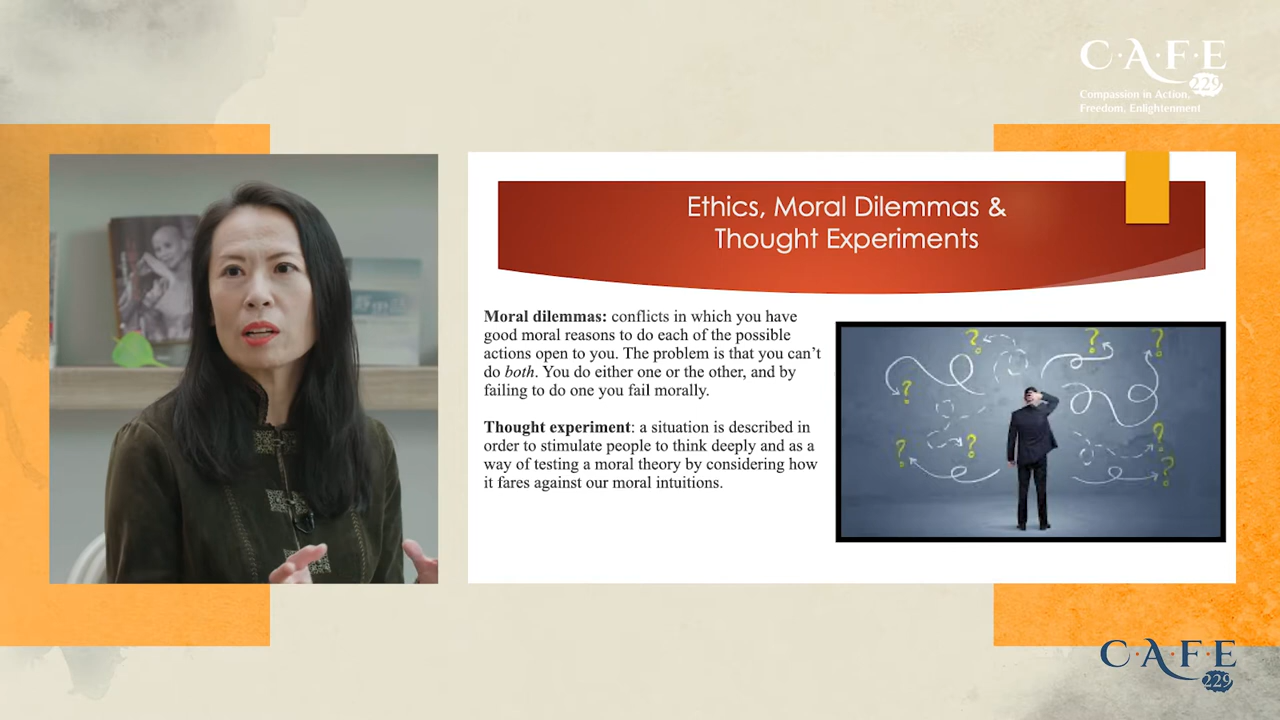 C·A·F·E
229
Compassion in Action,
Freedom, Enlightenment
Ethics, Moral Dilemmas &
Thought Experiments
Moral dilemmas: conflicts in which you have
good moral reasons to do each of the possible
actions open to you. The problem is that you can’t
do both. You do either one or the other, and by
failing to do one you fail morally.
Thought experiment: a situation is described in
order to stimulate people to think deeply and as a
way of testing a moral theory by considering how
it fares against our moral intuitions.
? ? ?
? ?
? ? ?
?
C·A·F·E
229